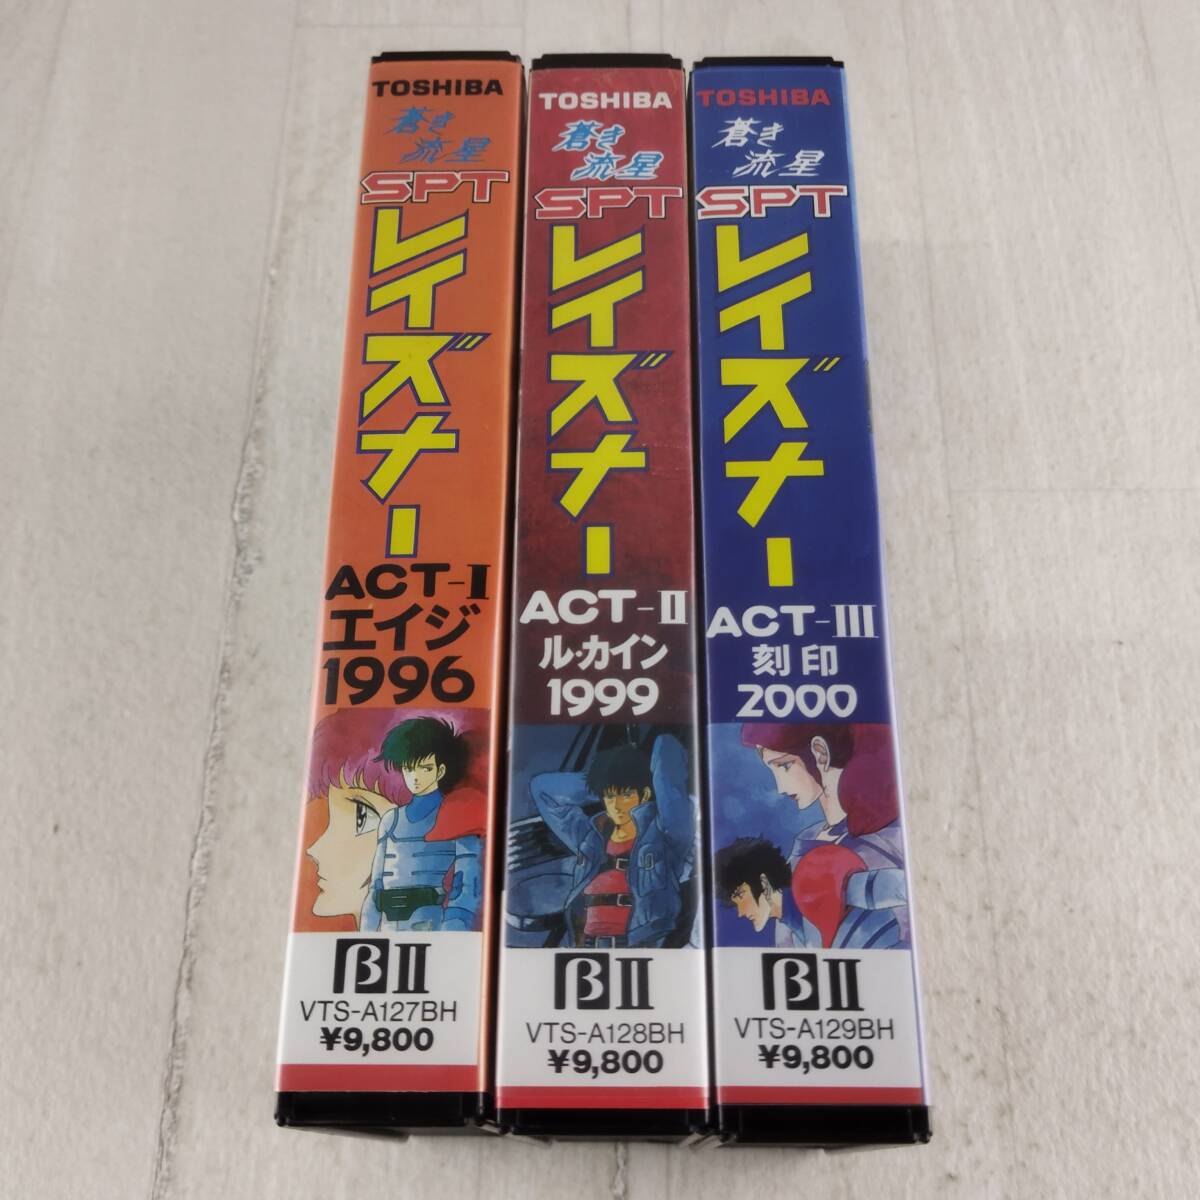 TOSHIBA
蒼き
流星
SPT
レイズナー
ACT-I
エイジ
1996
βII
VTS-A127BH
¥9,800
TOSHIBA
蒼き
流星
SPT
レイズナー
ACT-II
ル・カイン
1999
βII
VTS-A128BH
¥9,800
TOSHIBA
蒼き
流星
SPT
レイズナー
ACT-III
刻印
2000
βII
VTS-A129BH
¥9,800